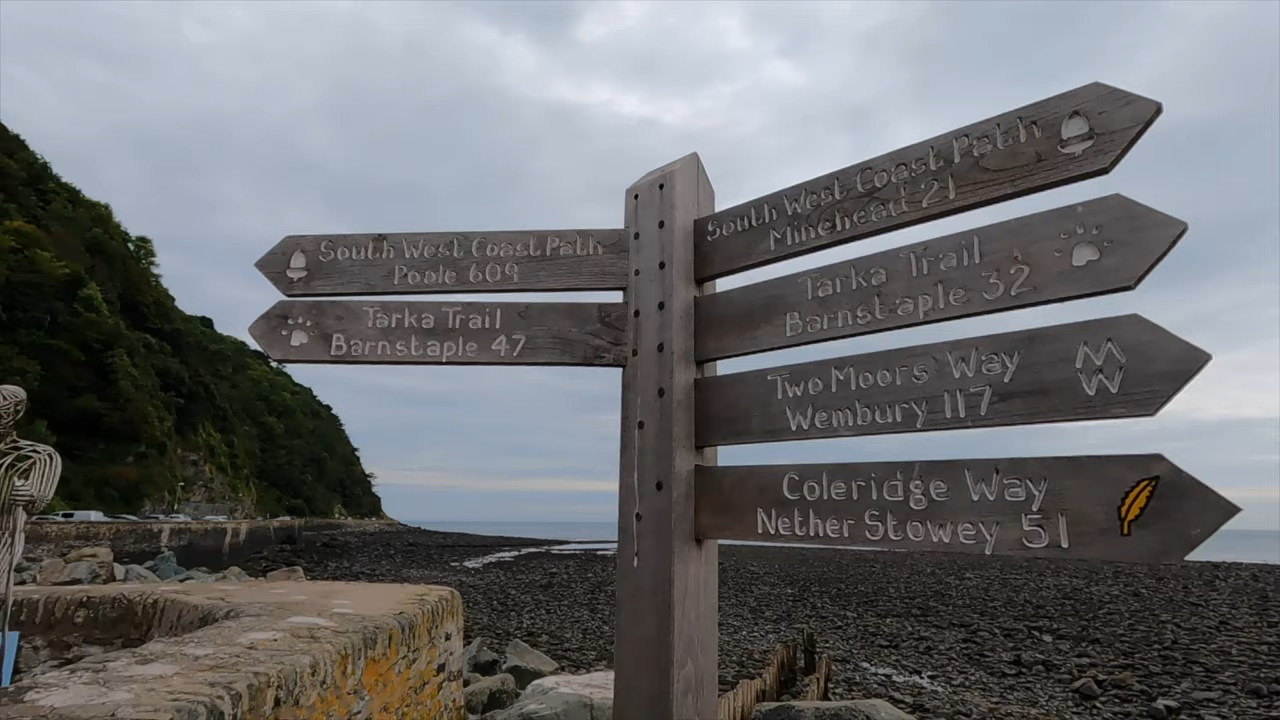 South West Coast Path
Poole 609
Tarka Trail
Barnstaple 47
South West Coast Path
Minehead 21
Tarka Trail
Barnstaple 32
Two Moors Way
Wembury 117
MW
Coleridge Way
Nether Stowey 51